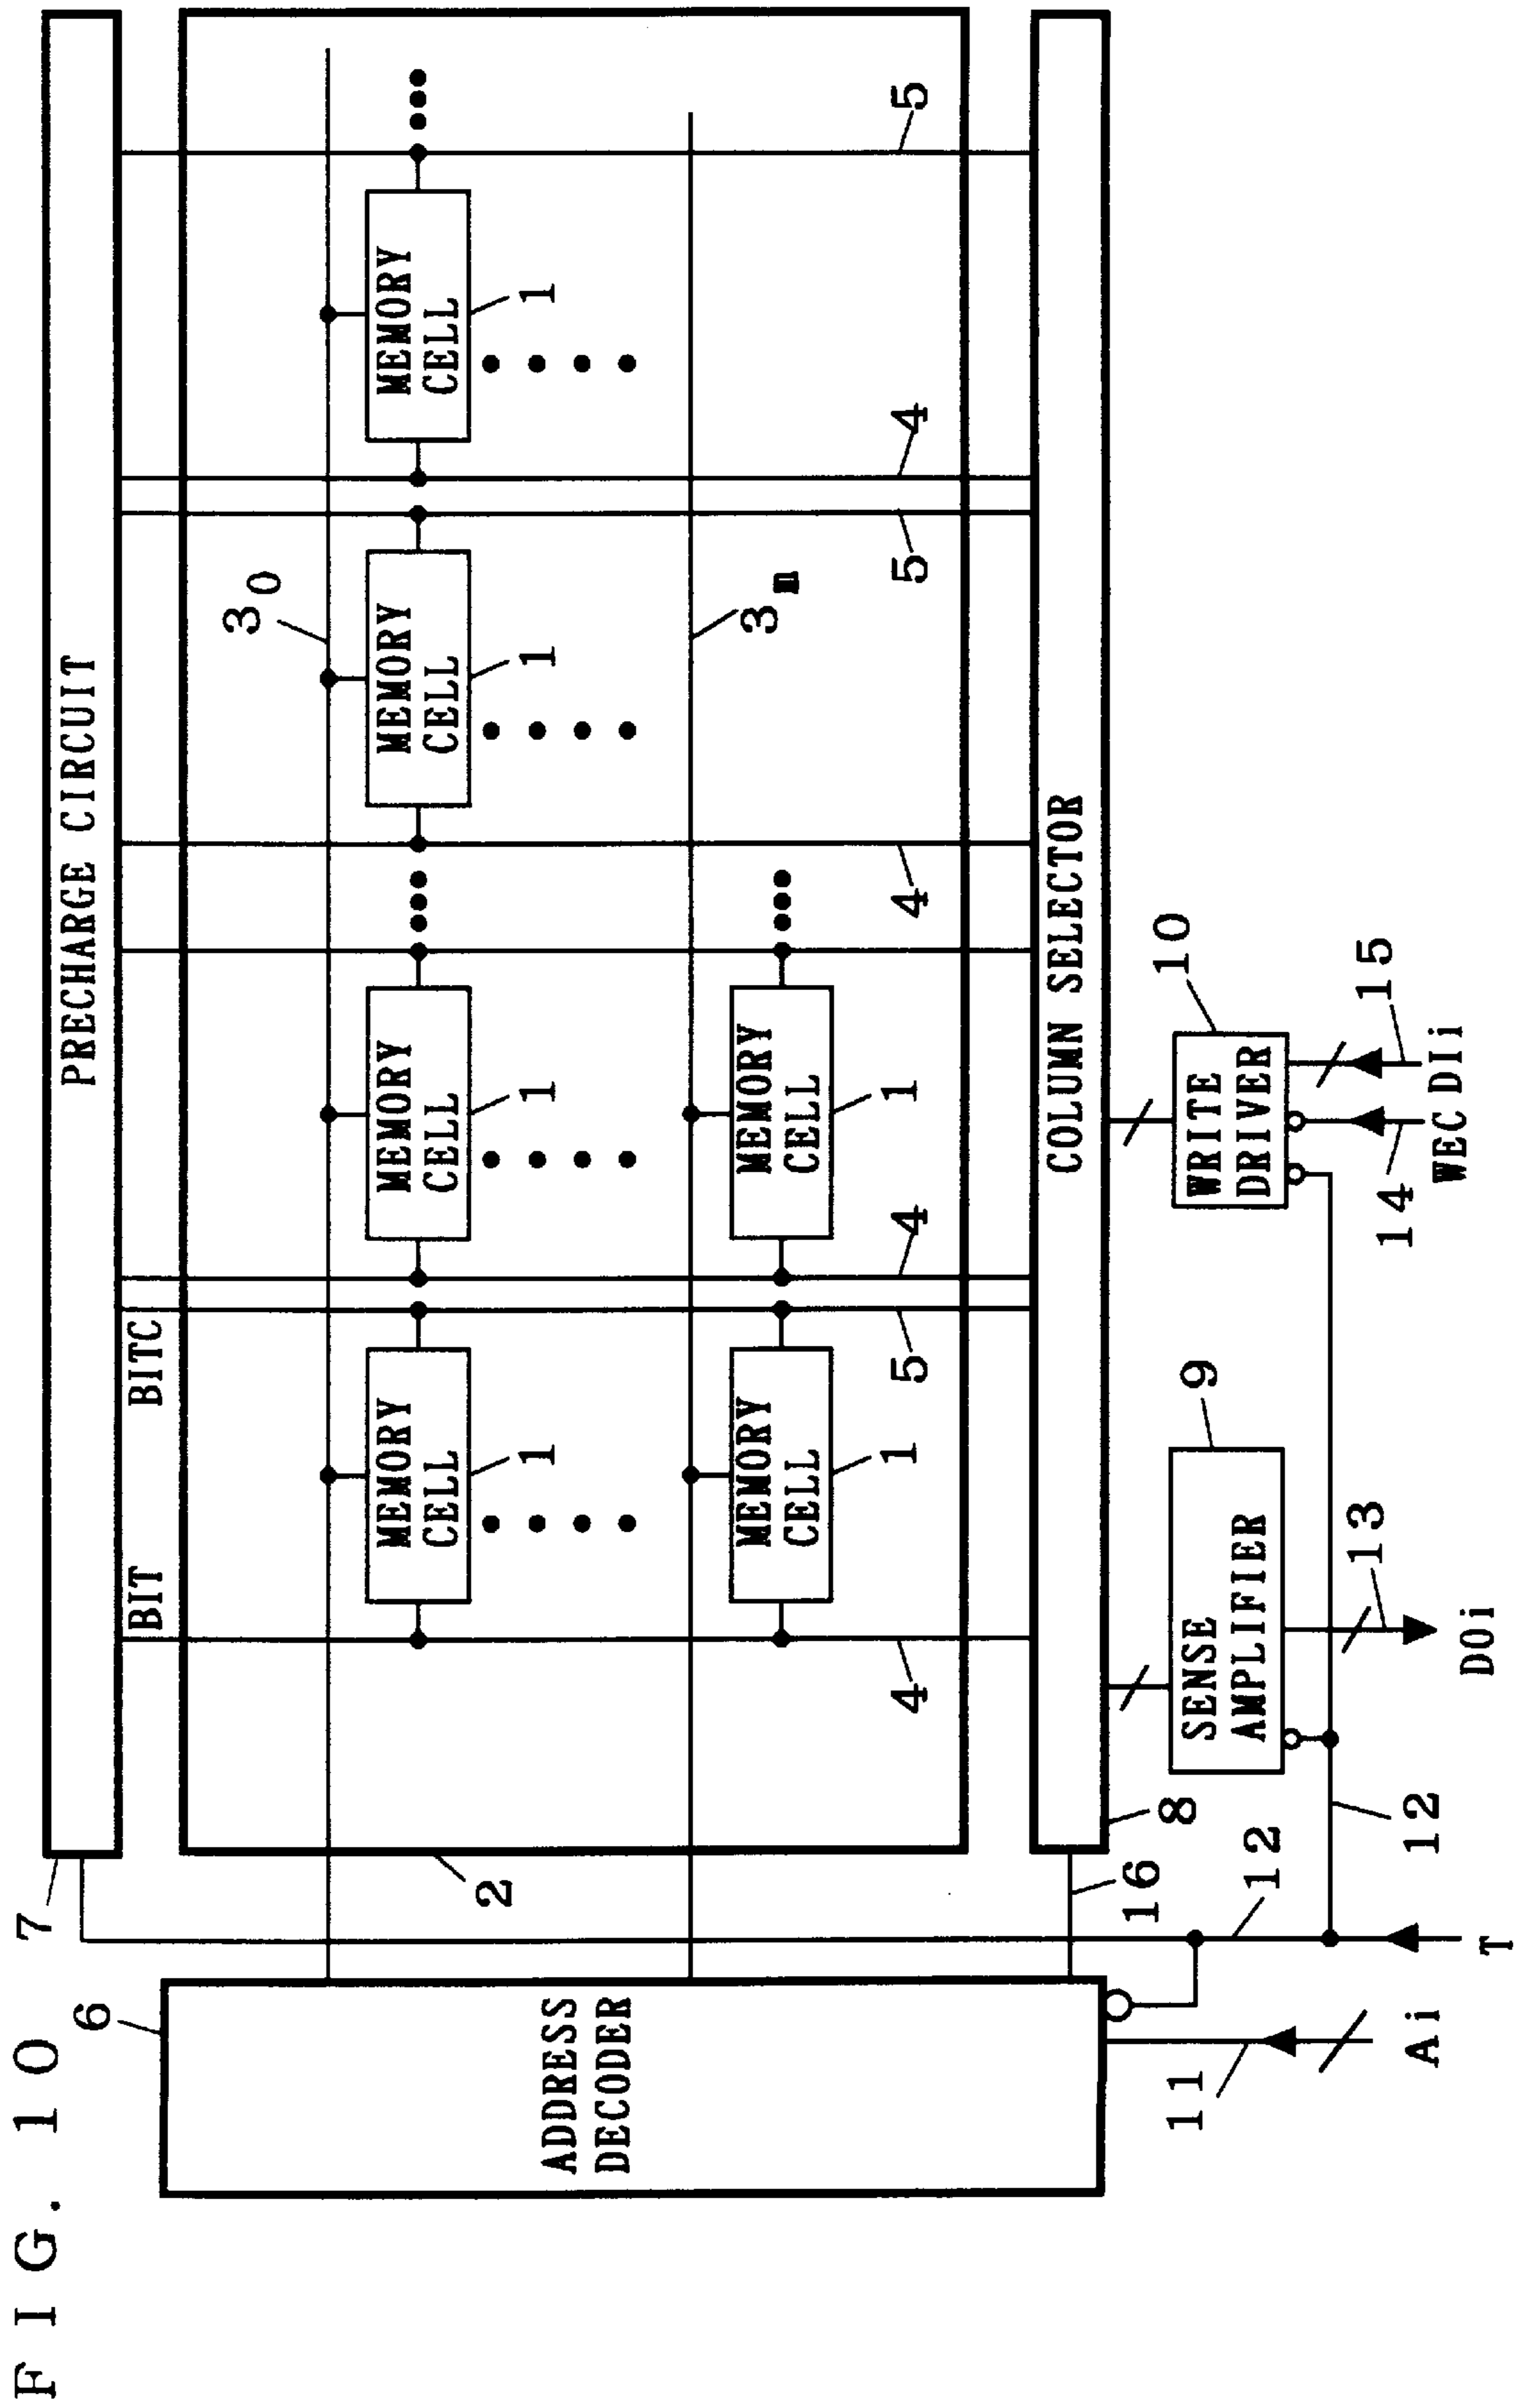 FIG. 10
7
PRECHARGE CIRCUIT
6
BIT
BITC
3₀
MEMORY
CELL
MEMORY
CELL
MEMORY
CELL
MEMORY
CELL
1
1
1
1
2
ADDRESS
DECODER
3ₘ
MEMORY
CELL
MEMORY
CELL
1
1
4
5
4
4
5
4
5
16
COLUMN SELECTOR
8
11
12
SENSE
AMPLIFIER
9
WRITE
DRIVER
10
12
13
14
15
Ai
T
DOi
WEC
DIi